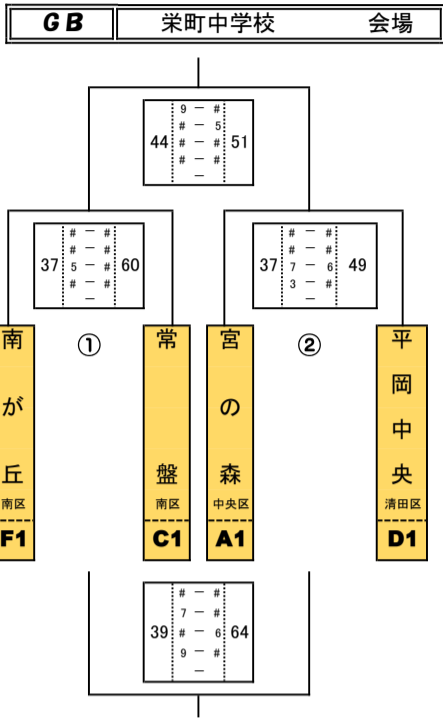 GB 栄町中学校 会場
9 － #
# － 5
44 # － # 51
# － #
－
# － #
# － #
37 5 － # 60
# － #
－
# － #
# － #
37 7 － 6 49
3 － #
－
① ②
南が丘
南区
F1
常盤
南区
C1
宮の森
中央区
A1
平岡中央
清田区
D1
# － #
7 － #
39 # － 6 64
9 － #
－